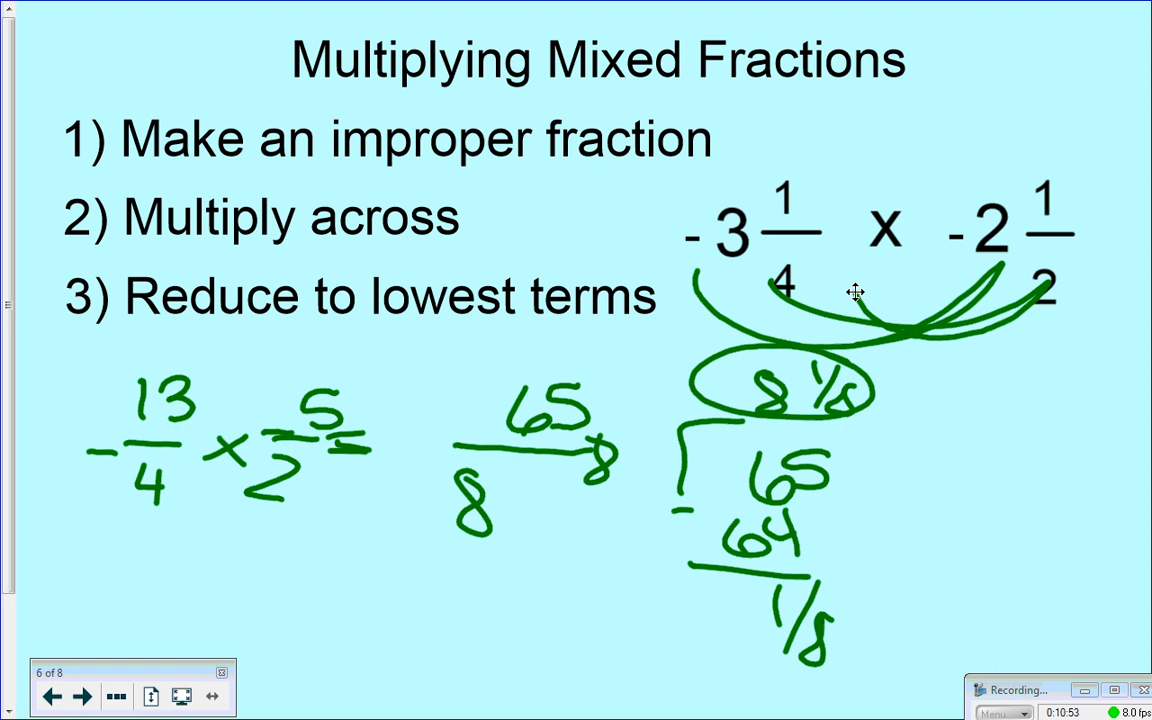 Multiplying Mixed Fractions
1) Make an improper fraction
2) Multiply across
3) Reduce to lowest terms
-3 1/4 x -2 1/2
-13/4 x -5/2 = 65/8
8 1/8
8 65
- 64
1/8
6 of 8
Recording...
Menu
0:10:53 8.0 fps